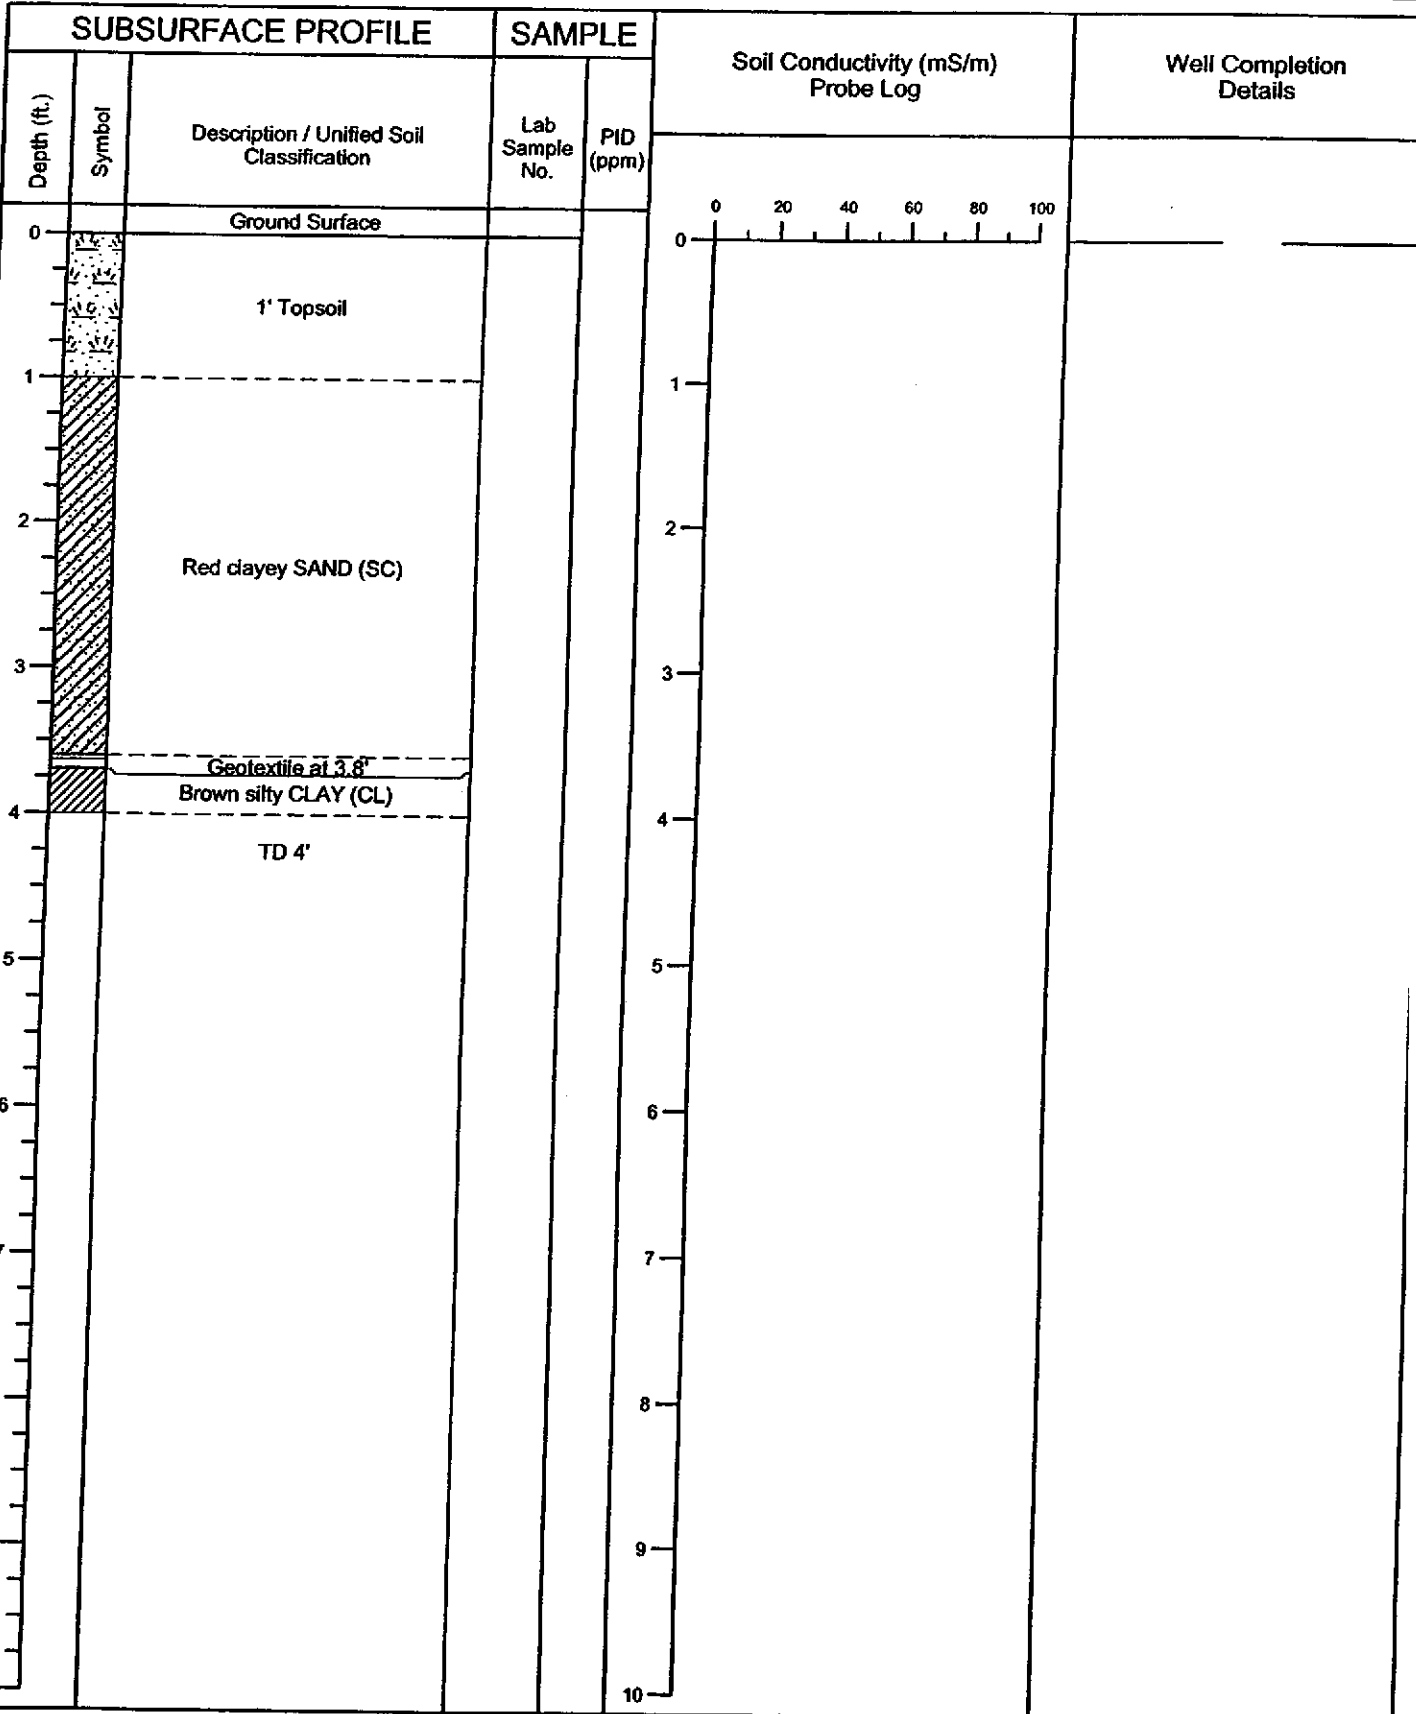 SUBSURFACE PROFILE
SAMPLE
Soil Conductivity (mS/m)
Probe Log
Well Completion
Details
Depth (ft.)
Symbol
Description / Unified Soil
Classification
Lab
Sample
No.
PID
(ppm)
Ground Surface
0 20 40 60 80 100
0
0
1' Topsoil
1
1
2
2
Red clayey SAND (SC)
3
3
Geotextile at 3.8'
Brown silty CLAY (CL)
4
4
TD 4'
5
5
6
6
7
8
9
10